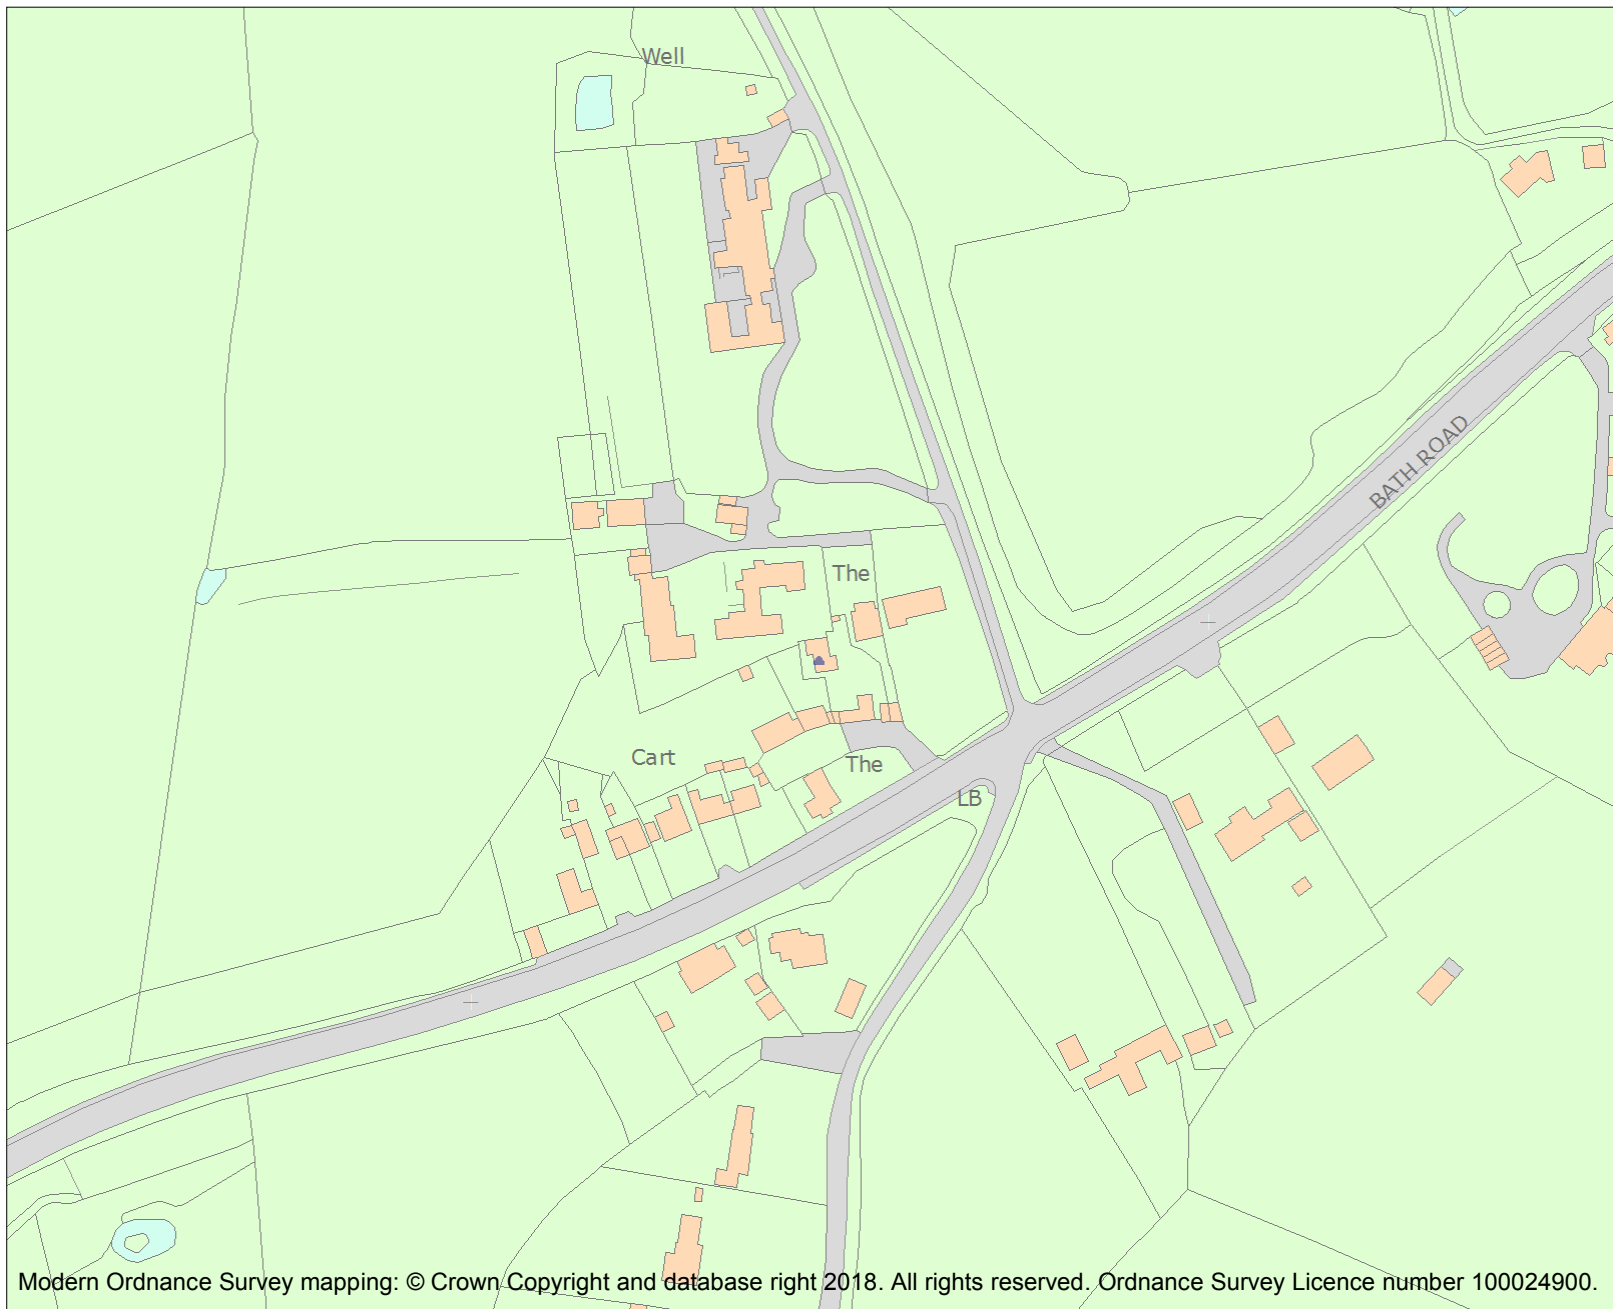 Well
BATH ROAD
The
Cart
The
LB
Modern Ordnance Survey mapping: © Crown Copyright and database right 2018. All rights reserved. Ordnance Survey Licence number 100024900.